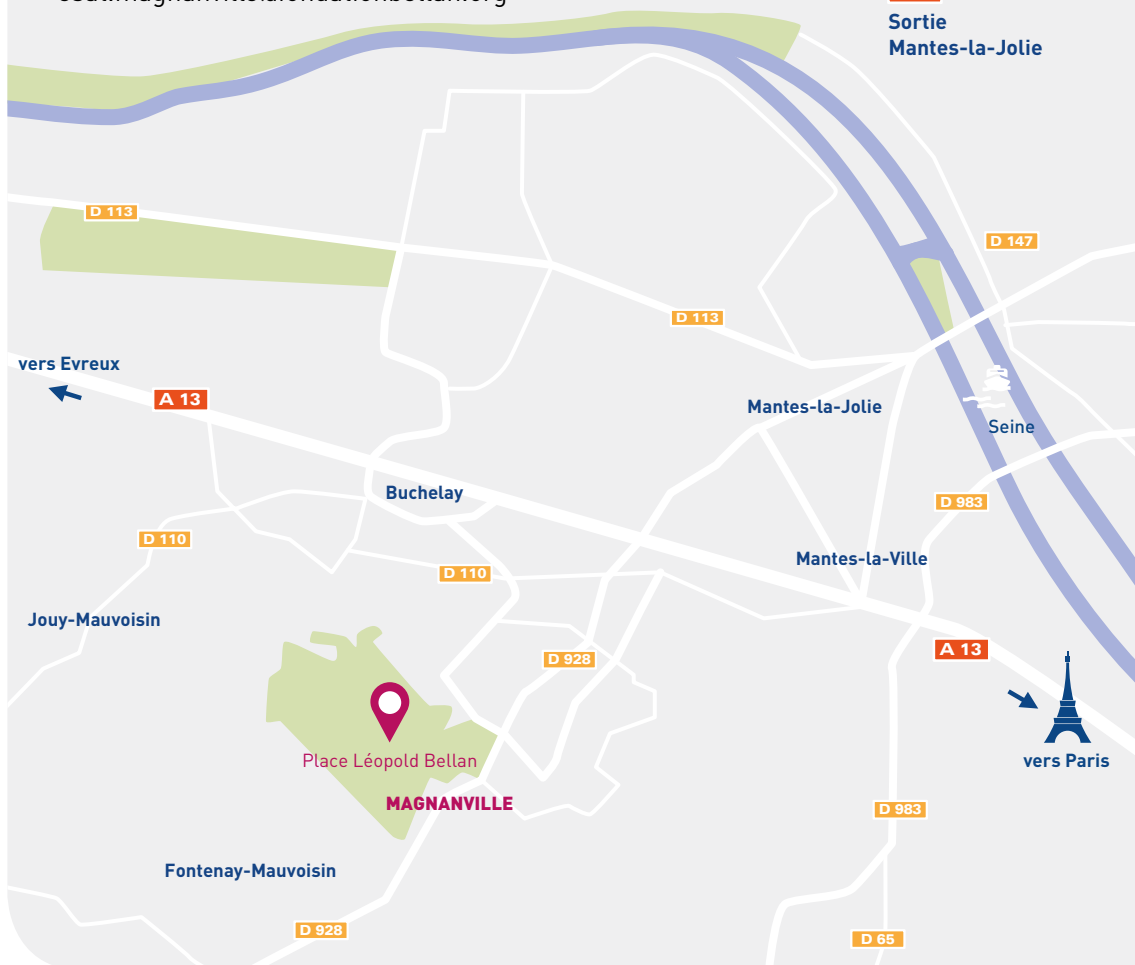 Sortie
Mantes-la-Jolie
D 113
D 147
D 113
vers Evreux
A 13
Mantes-la-Jolie
Seine
Buchelay
D 983
D 110
Mantes-la-Ville
D 110
Jouy-Mauvoisin
A 13
D 928
Place Léopold Bellan
vers Paris
MAGNANVILLE
D 983
Fontenay-Mauvoisin
D 928
D 65